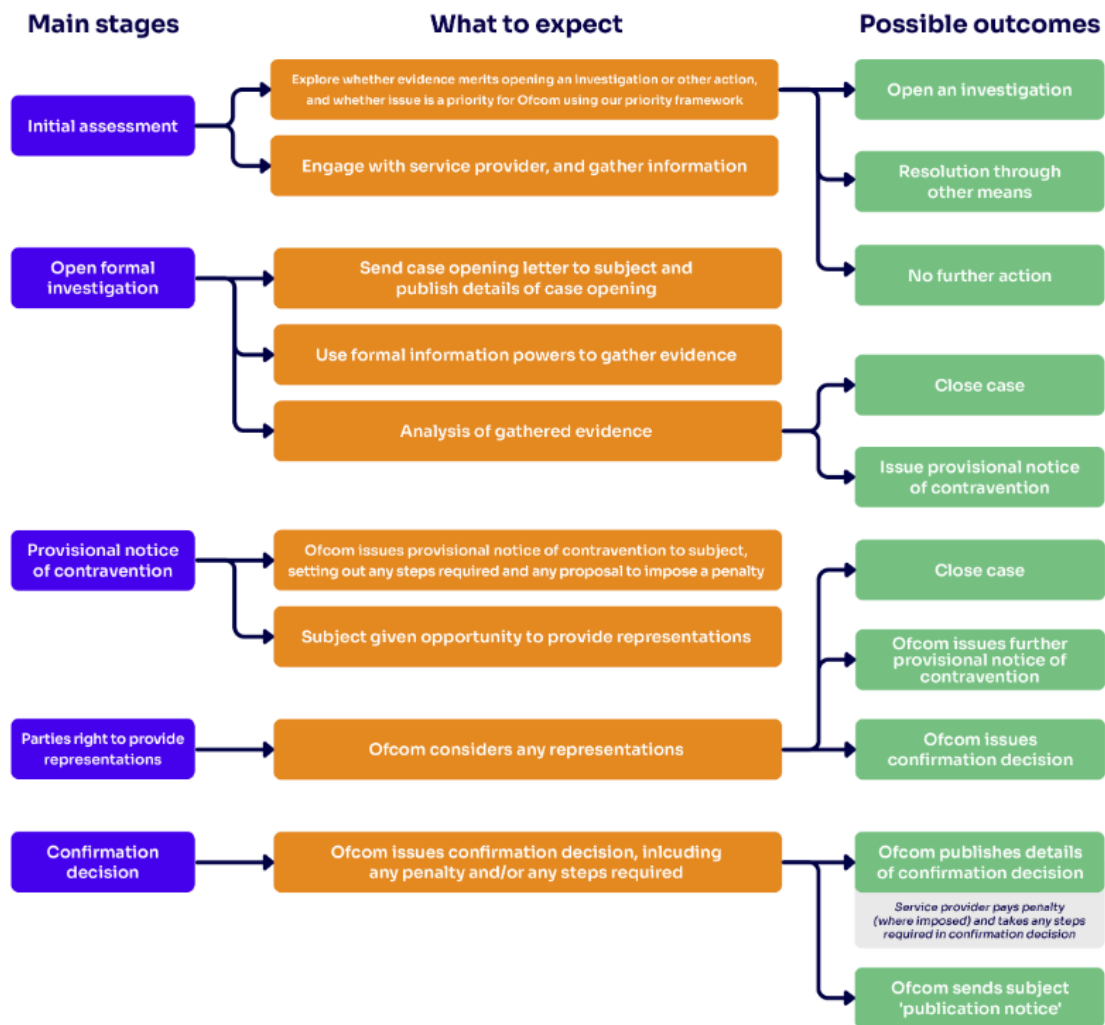 Main stages
What to expect
Possible outcomes
Initial assessment
Explore whether evidence merits opening an investigation or other action,
and whether issue is a priority for Ofcom using our priority framework
Engage with service provider, and gather information
Open an investigation
Resolution through
other means
No further action
Open formal
investigation
Send case opening letter to subject and
publish details of case opening
Use formal information powers to gather evidence
Analysis of gathered evidence
Close case
Issue provisional notice
of contravention
Provisional notice
of contravention
Ofcom issues provisional notice of contravention to subject,
setting out any steps required and any proposal to impose a penalty
Subject given opportunity to provide representations
Parties right to provide
representations
Ofcom considers any representations
Close case
Ofcom issues further
provisional notice of
contravention
Ofcom issues
confirmation decision
Confirmation
decision
Ofcom issues confirmation decision, inlcuding
any penalty and/or any steps required
Ofcom publishes details
of confirmation decision
Service provider pays penalty
(where imposed) and takes any steps
required in confirmation decision
Ofcom sends subject
'publication notice'